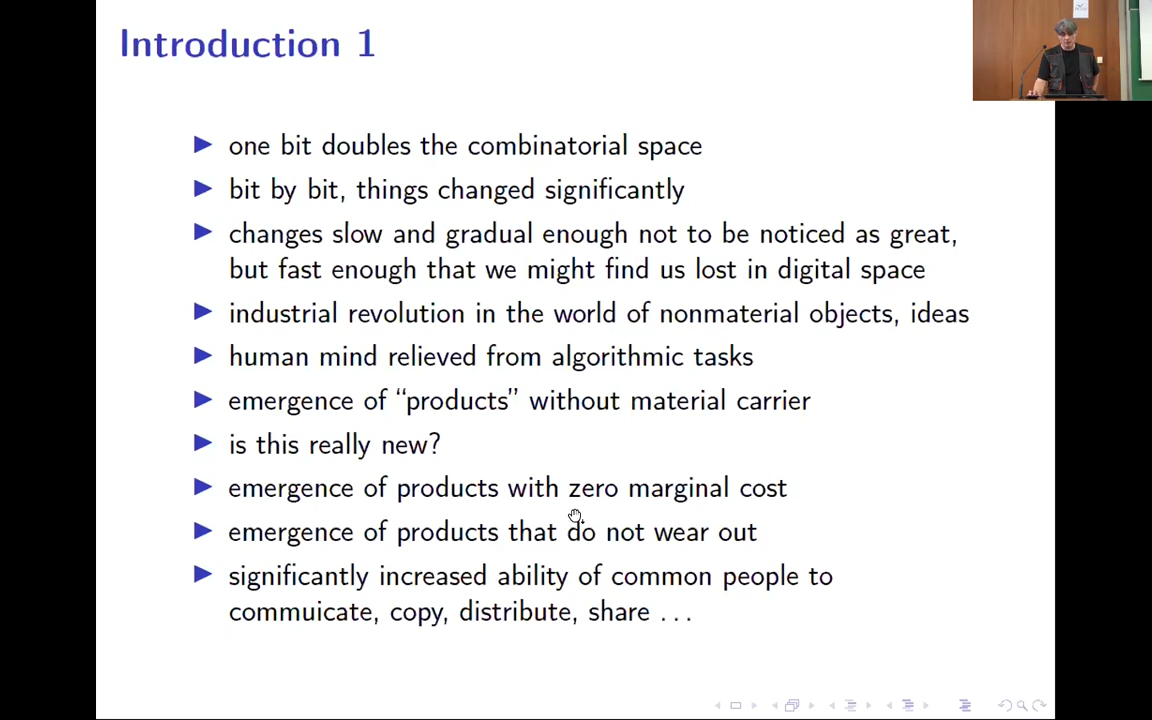 Introduction 1
one bit doubles the combinatorial space
bit by bit, things changed significantly
changes slow and gradual enough not to be noticed as great,
but fast enough that we might find us lost in digital space
industrial revolution in the world of nonmaterial objects, ideas
human mind relieved from algorithmic tasks
emergence of “products” without material carrier
is this really new?
emergence of products with zero marginal cost
emergence of products that do not wear out
significantly increased ability of common people to
commuicate, copy, distribute, share . . .